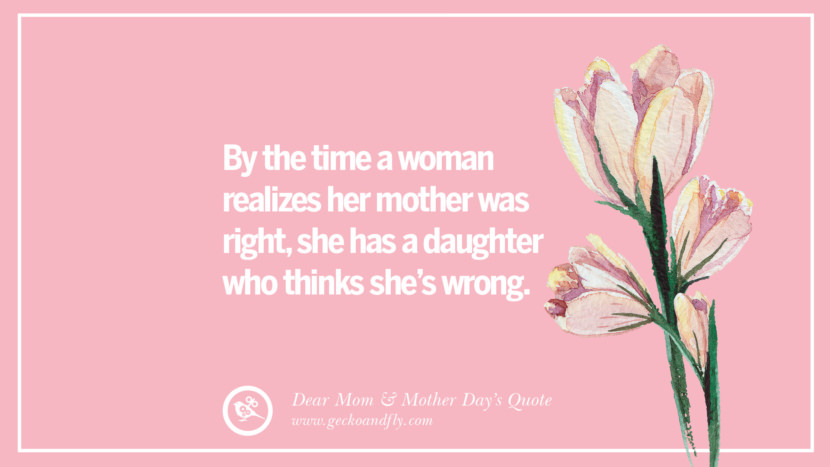 By the time a woman
realizes her mother was
right, she has a daughter
who thinks she's wrong.
Dear Mom & Mother Day's Quote
www.geckoandfly.com